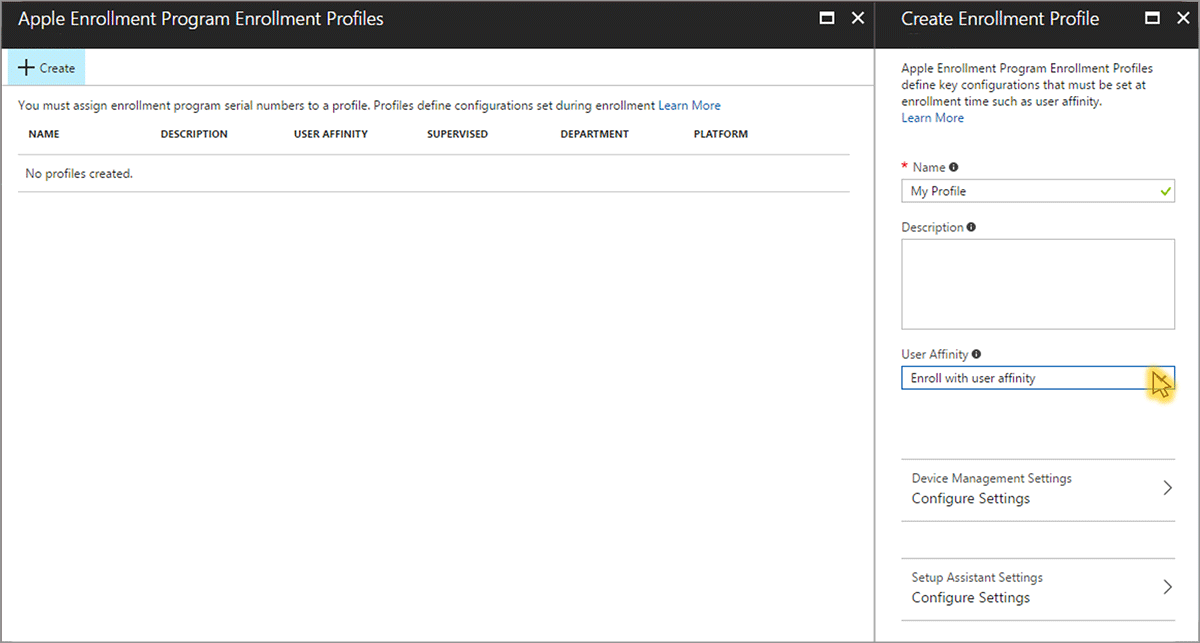 Apple Enrollment Program Enrollment Profiles
Create
You must assign enrollment program serial numbers to a profile. Profiles define configurations set during enrollment Learn More
NAME DESCRIPTION USER AFFINITY SUPERVISED DEPARTMENT PLATFORM
No profiles created.
Create Enrollment Profile
Apple Enrollment Program Enrollment Profiles
define key configurations that must be set at
enrollment time such as user affinity.
Learn More
* Name
My Profile
Description
User Affinity
Enroll with user affinity
Device Management Settings
Configure Settings
Setup Assistant Settings
Configure Settings